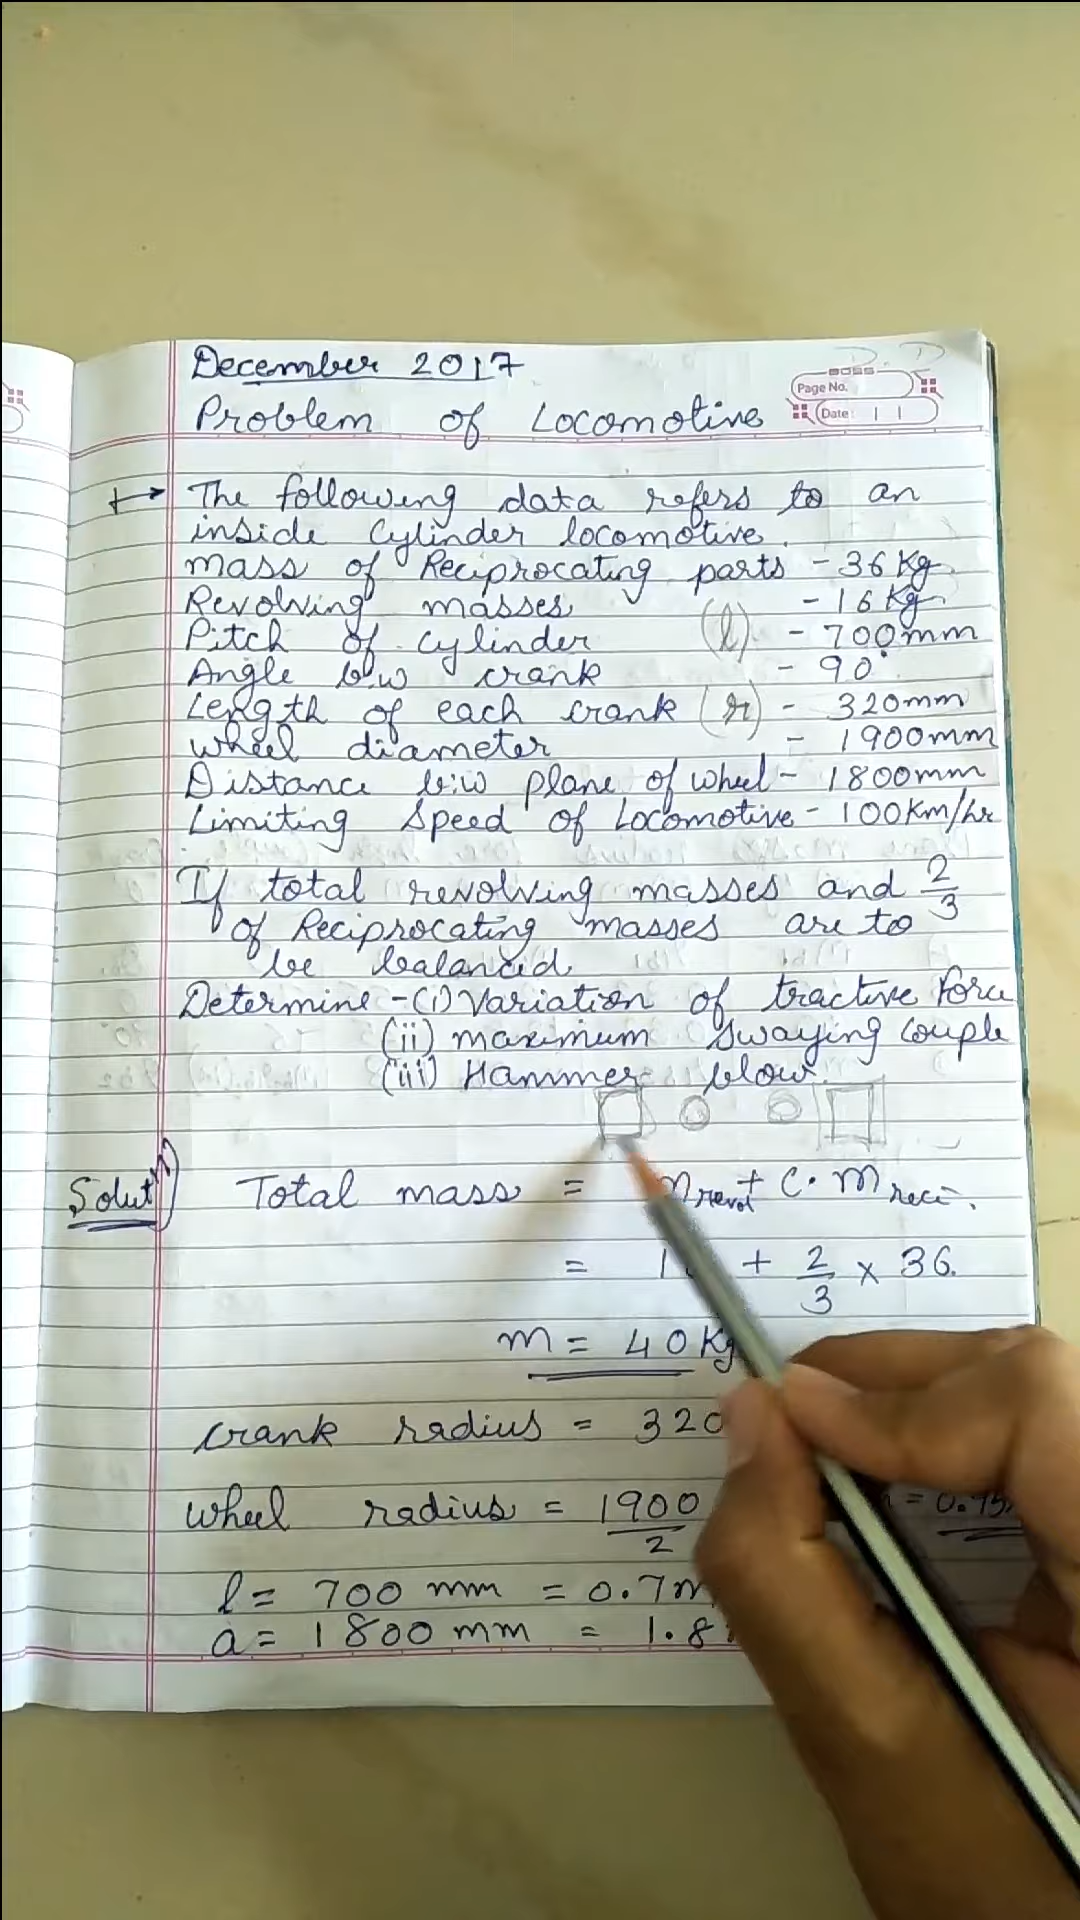 December 2017
Problem of Locomotive
Page No.
Date:
The following data refers to an
inside cylinder locomotive.
mass of Reciprocating parts - 36 Kg.
Revolving masses - 16 Kg.
Pitch of cylinder (l) - 700mm
Angle b/w crank - 90°
Length of each crank (r) - 320mm
wheel diameter - 1900mm
Distance b/w plane of wheel - 1800mm
Limiting Speed of Locomotive - 100Km/hr
If total revolving masses and 2/3
of Reciprocating masses are to
be balanced.
Determine - (i) Variation of tractive force
(ii) maximum swaying couple
(iii) Hammer blow.
Solutn) Total mass = m revol + C. m reci.
= + 2/3 x 36.
m = 40 Kg
crank radius = 320
wheel radius = 1900/2 = 0.95
l = 700 mm = 0.7m
a = 1800 mm = 1.8